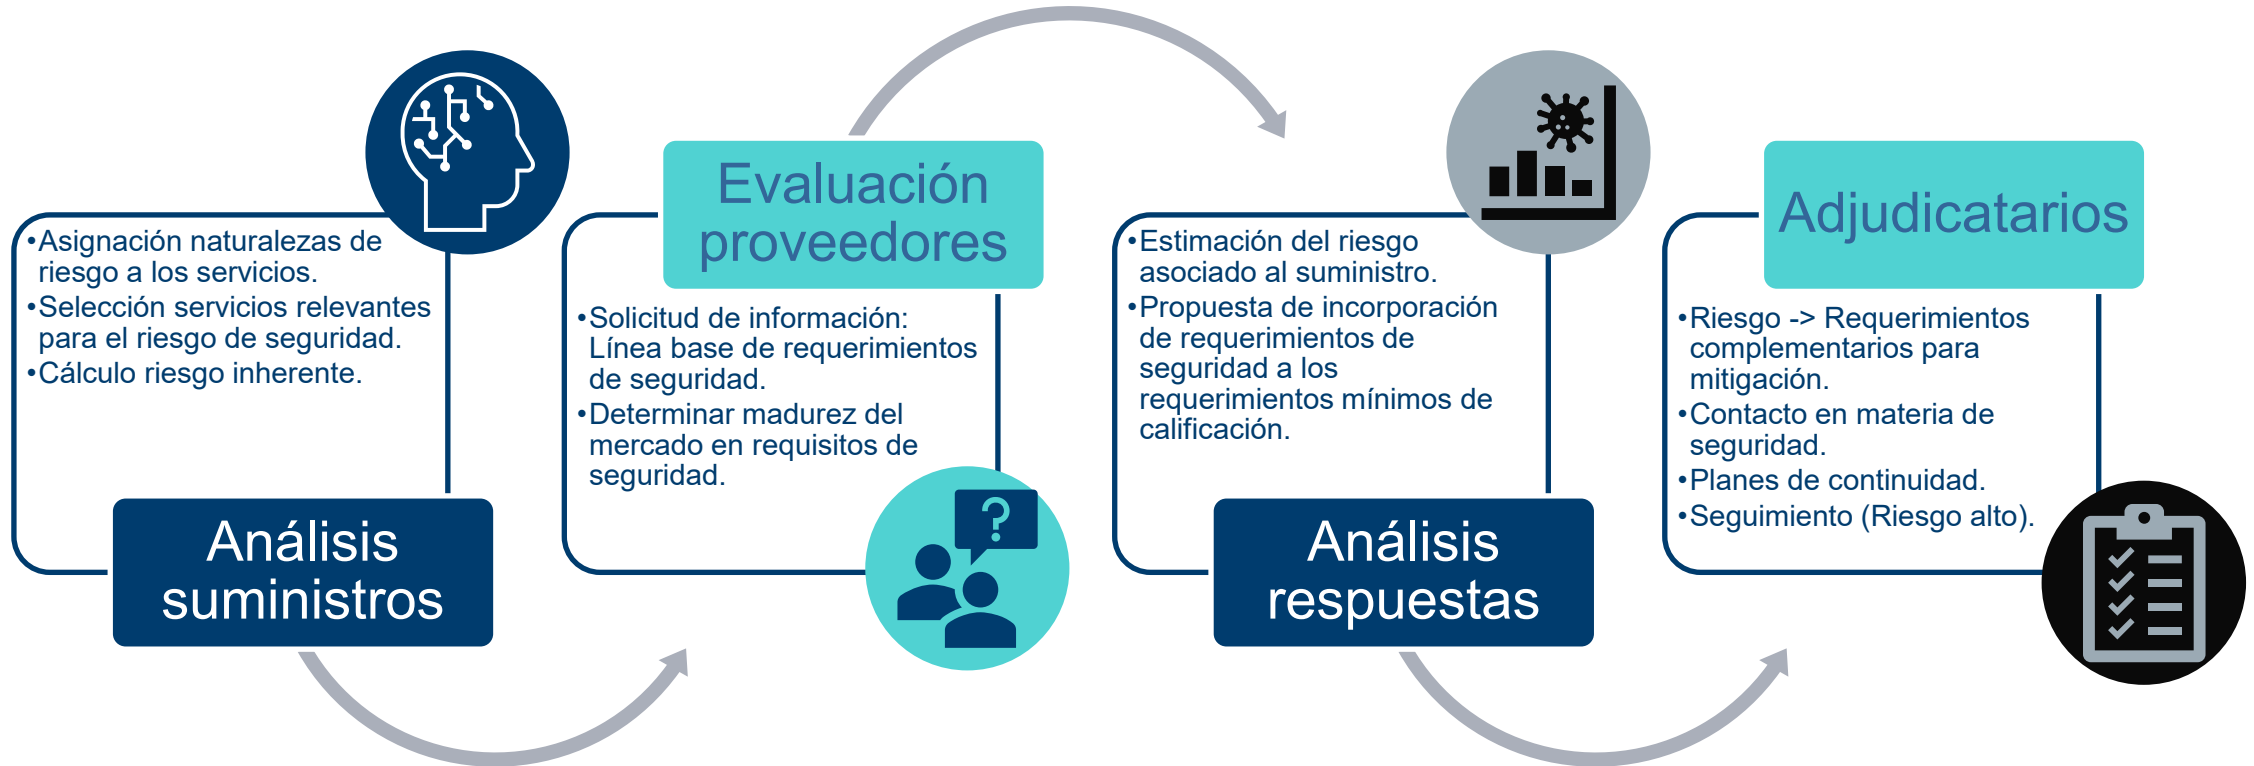 •Asignación naturalezas de
riesgo a los servicios.
•Selección servicios relevantes
para el riesgo de seguridad.
•Cálculo riesgo inherente.
Análisis
suministros
Evaluación
proveedores
•Solicitud de información:
Línea base de requerimientos
de seguridad.
•Determinar madurez del
mercado en requisitos de
seguridad.
?
•Estimación del riesgo
asociado al suministro.
•Propuesta de incorporación
de requerimientos de
seguridad a los
requerimientos mínimos de
calificación.
Análisis
respuestas
Adjudicatarios
•Riesgo -> Requerimientos
complementarios para
mitigación.
•Contacto en materia de
seguridad.
•Planes de continuidad.
•Seguimiento (Riesgo alto).